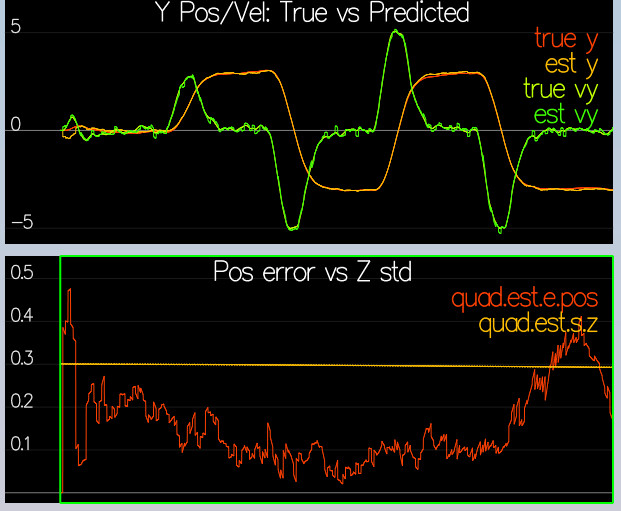 Y Pos/Vel: True vs Predicted
5
true y
est y
true vy
est vy
0
−5
Pos error vs Z std
0.5
quad.est.e.pos
0.4
quad.est.s.z
0.3
0.2
0.1